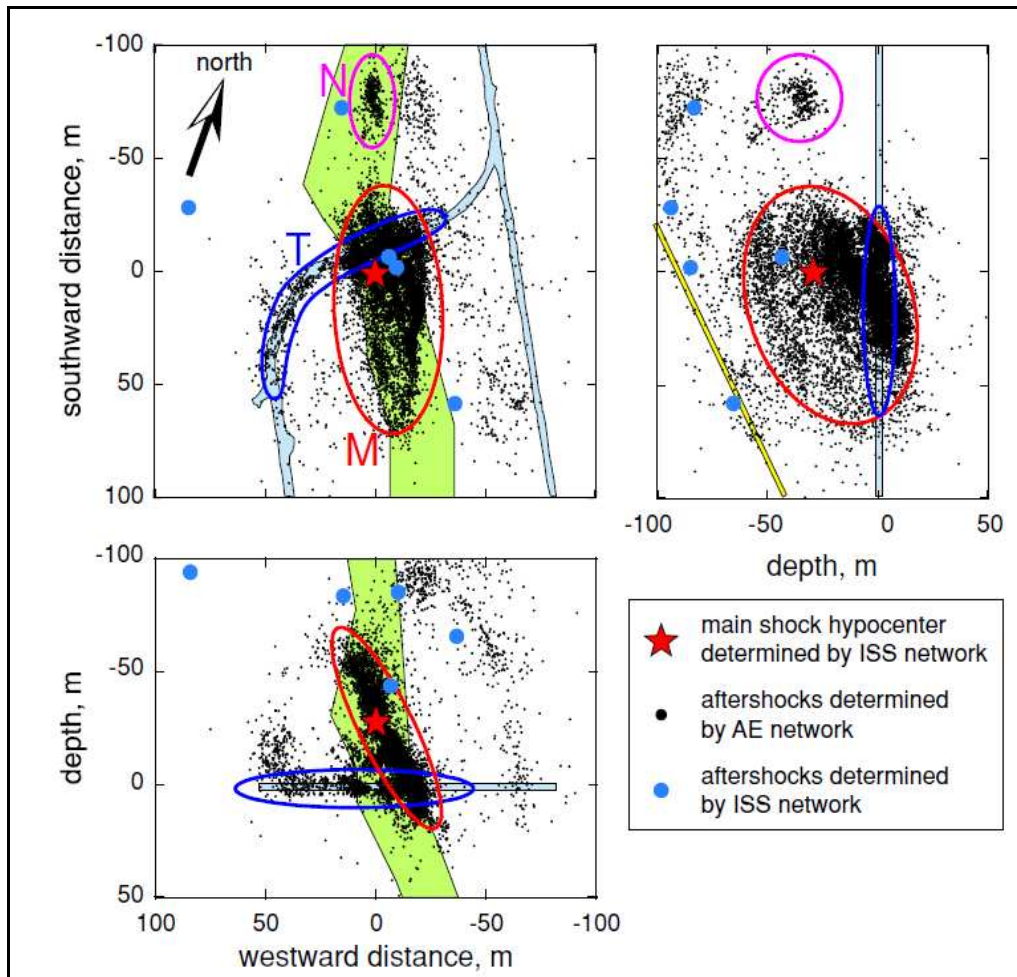 -100
north
N
-50
T
0
southward distance, m
50
M
100
-100
-50
0
50
depth, m
-100
-50
depth, m
0
50
100
50
0
-50
-100
westward distance, m
main shock hypocenter
determined by ISS network
aftershocks determined
by AE network
aftershocks determined
by ISS network